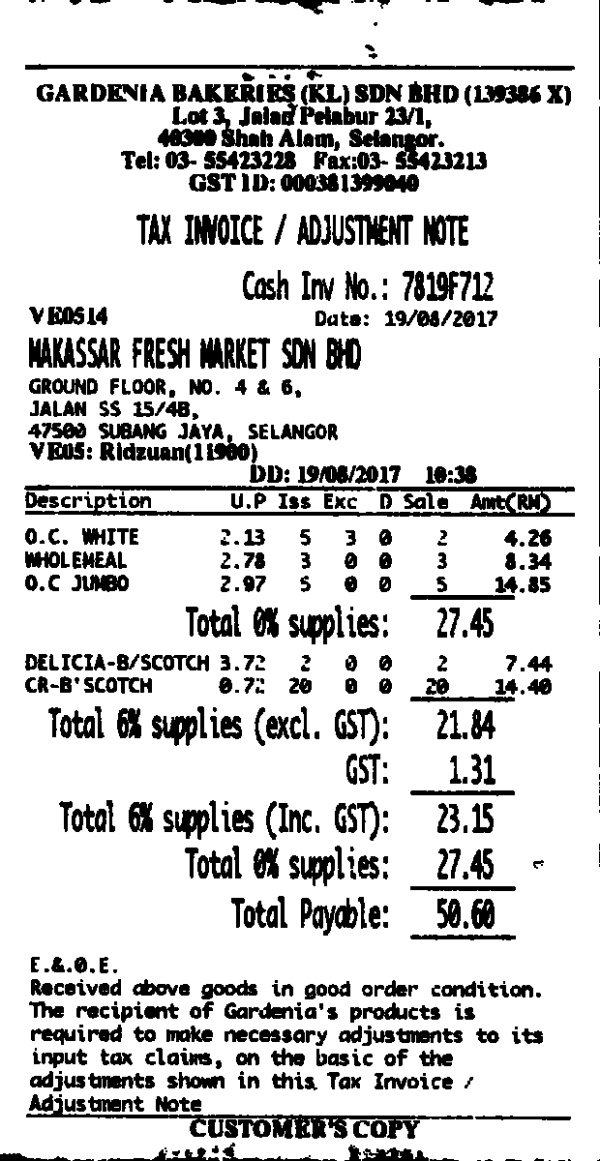 GARDENIA BAKERIES (KL) SDN BHD (139386 X)
Lot 3, Jalan Pelabur 23/1,
40300 Shah Alam, Selangor.
Tel: 03- 55423228 Fax:03- 55423213
GST ID: 000381399040
TAX INVOICE / ADJUSTMENT NOTE
Cash Inv No.: 7819F712
VE0514 Date: 19/08/2017
MAKASSAR FRESH MARKET SDN BHD
GROUND FLOOR, NO. 4 & 6,
JALAN SS 15/4B,
47500 SUBANG JAYA, SELANGOR
VE05: Ridzuan(11900)
DD: 19/08/2017 10:38
Description U.P Iss Exc D Sale Amt(RM)
O.C. WHITE 2.13 5 3 0 2 4.26
WHOLEMEAL 2.78 3 0 0 3 8.34
O.C JUMBO 2.97 5 0 0 5 14.85
Total 0% supplies: 27.45
DELICIA-B/SCOTCH 3.72 2 0 0 2 7.44
CR-B'SCOTCH 0.72 20 0 0 20 14.40
Total 6% supplies (excl. GST): 21.84
GST: 1.31
Total 6% supplies (Inc. GST): 23.15
Total 0% supplies: 27.45
Total Payable: 50.60
E.&.O.E.
Received above goods in good order condition.
The recipient of Gardenia's products is
required to make necessary adjustments to its
input tax claims, on the basic of the
adjustments shown in this Tax Invoice /
Adjustment Note
CUSTOMER'S COPY